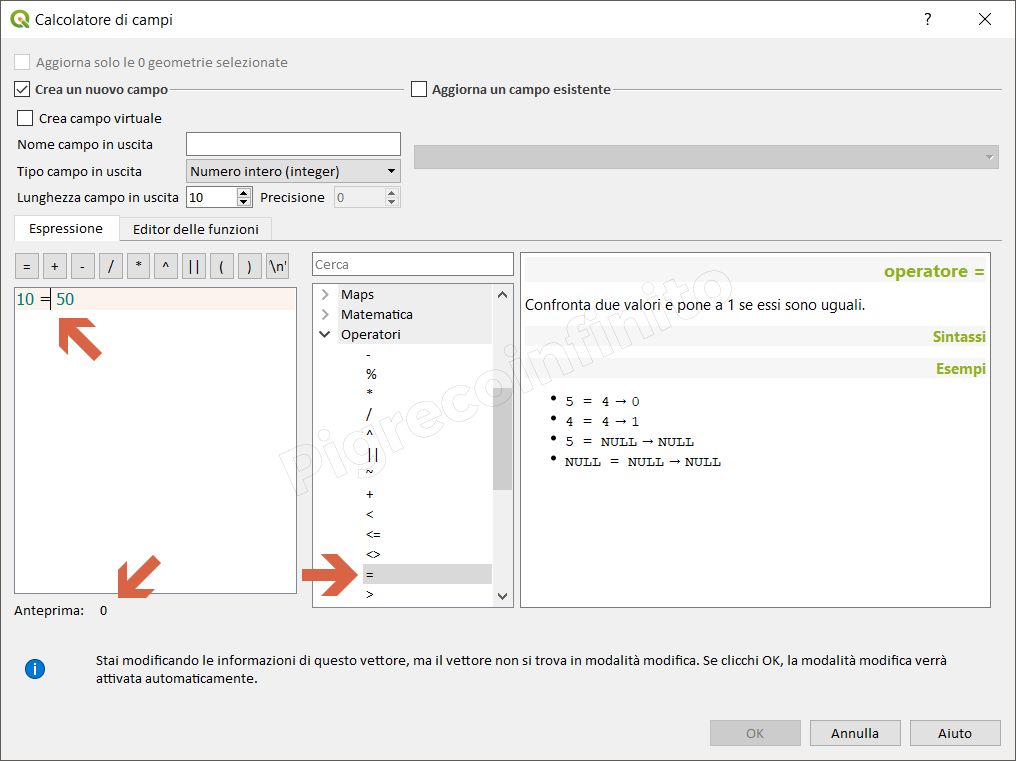 Calcolatore di campi
?
Aggiorna solo le 0 geometrie selezionate
Crea un nuovo campo
Aggiorna un campo esistente
Crea campo virtuale
Nome campo in uscita
Tipo campo in uscita Numero intero (integer)
Lunghezza campo in uscita 10 Precisione 0
Espressione Editor delle funzioni
= + - / * ^ || ( ) '\n'
10 = 50
Anteprima: 0
Cerca
Maps
Matematica
Operatori
-
%
*
/
^
||
~
+
<
<=
<>
=
>
operatore =
Confronta due valori e pone a 1 se essi sono uguali.
Sintassi
Esempi
• 5 = 4 → 0
• 4 = 4 → 1
• 5 = NULL → NULL
• NULL = NULL → NULL
Pigrecoinfinito
Stai modificando le informazioni di questo vettore, ma il vettore non si trova in modalità modifica. Se clicchi OK, la modalità modifica verrà
attivata automaticamente.
OK Annulla Aiuto